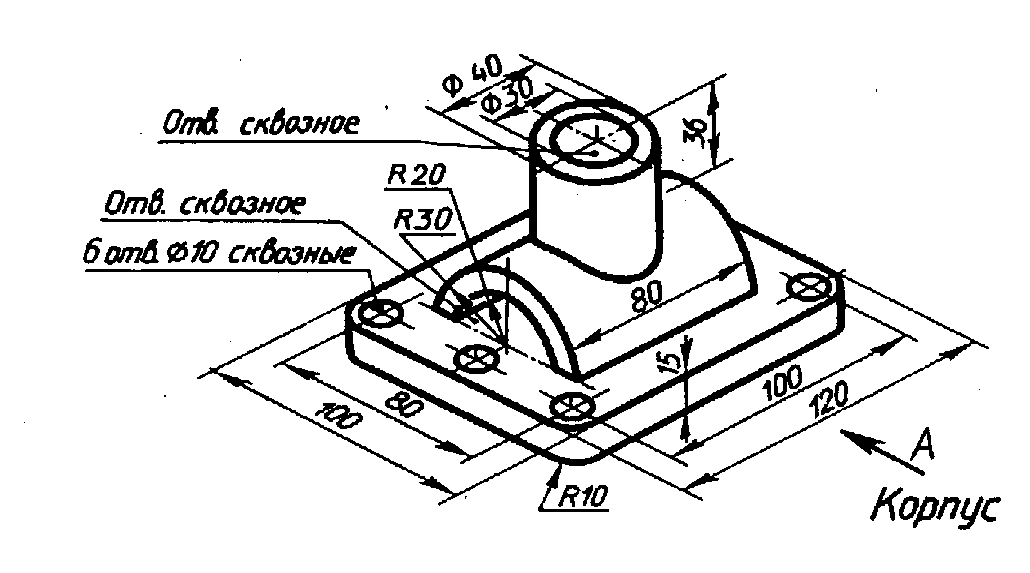 Ф 40
Ф30
Отв. сквозное
36
R20
Отв. сквозное
R30
6 отв. Ф10 сквозные
80
15
100
80
120
100
А
R10
Корпус